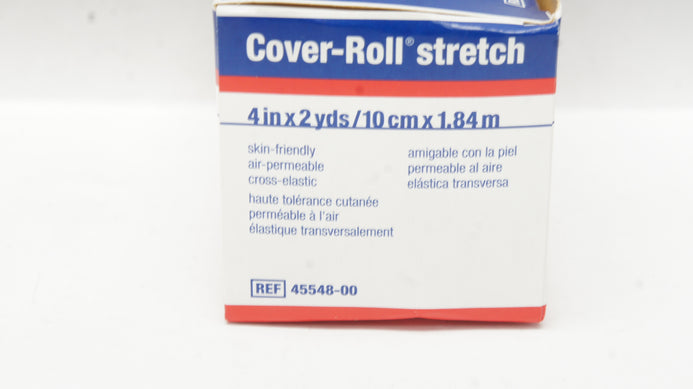 Cover-Roll® stretch
4 in x 2 yds/10 cm x 1.84 m
skin-friendly
air-permeable
cross-elastic
haute tolérance cutanée
perméable à l'air
élastique transversalement
amigable con la piel
permeable al aire
elástica transversa
REF 45548-00